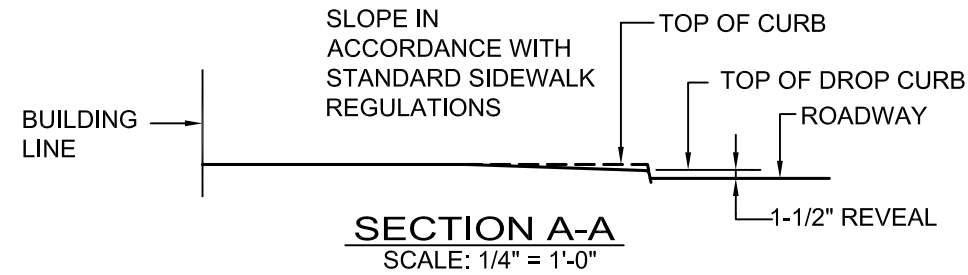 SLOPE IN
ACCORDANCE WITH
STANDARD SIDEWALK
REGULATIONS
TOP OF CURB
TOP OF DROP CURB
ROADWAY
BUILDING
LINE
1-1/2" REVEAL
SECTION A-A
SCALE: 1/4" = 1'-0"